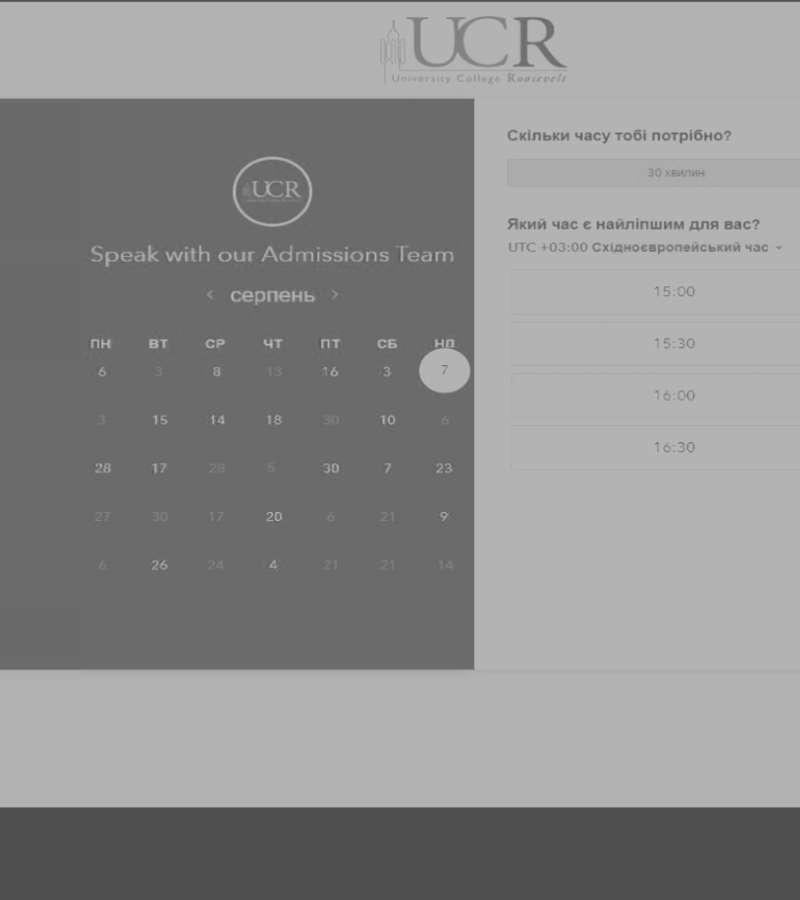 UCR
University College Roosevelt
UCR
Speak with our Admissions Team
< серпень >
ПН ВТ СР ЧТ ПТ СБ НД
6 3 8 13 16 3 7
3 15 14 18 30 10 6
28 17 28 5 30 7 23
27 30 17 20 6 21 9
6 26 24 4 21 21 14
Скільки часу тобі потрібно?
30 хвилин
Який час є найліпшим для вас?
UTC +03:00 Східноєвропейський час
15:00
15:30
16:00
16:30